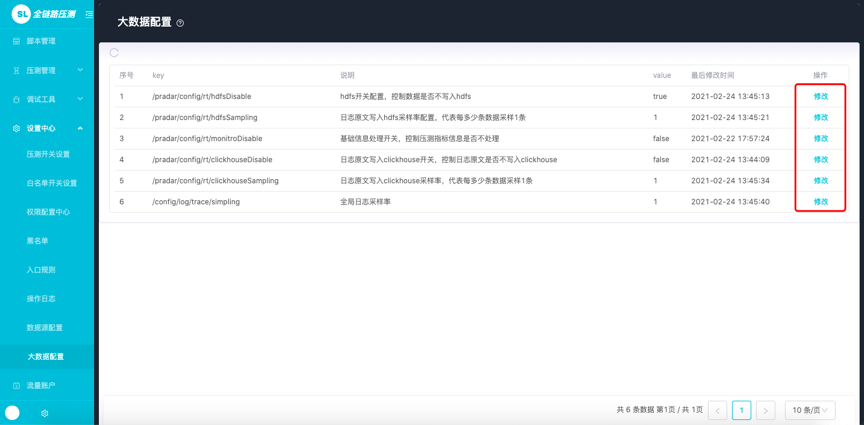 SL 全链路压测
脚本管理
压测管理
调试工具
设置中心
压测开关设置
白名单开关设置
权限配置中心
黑名单
入口规则
操作日志
数据源配置
大数据配置
流量账户
大数据配置
序号 key 说明 value 最后修改时间 操作
1 /pradar/config/rt/hdfsDisable hdfs开关配置，控制数据是否不写入hdfs true 2021-02-24 13:45:13 修改
2 /pradar/config/rt/hdfsSampling 日志原文写入hdfs采样率配置，代表每多少条数据采样1条 1 2021-02-24 13:45:21 修改
3 /pradar/config/rt/monitroDisable 基础信息处理开关，控制压测指标信息是否不处理 false 2021-02-22 17:57:24 修改
4 /pradar/config/rt/clickhouseDisable 日志原文写入clickhouse开关，控制日志原文是否不写入clickhouse false 2021-02-24 13:44:09 修改
5 /pradar/config/rt/clickhouseSampling 日志原文写入clickhouse采样率，代表每多少条数据采样1条 1 2021-02-24 13:45:34 修改
6 /config/log/trace/simpling 全局日志采样率 1 2021-02-24 13:45:40 修改
共 6 条数据 第1页 / 共 1页 < 1 > 10 条/页